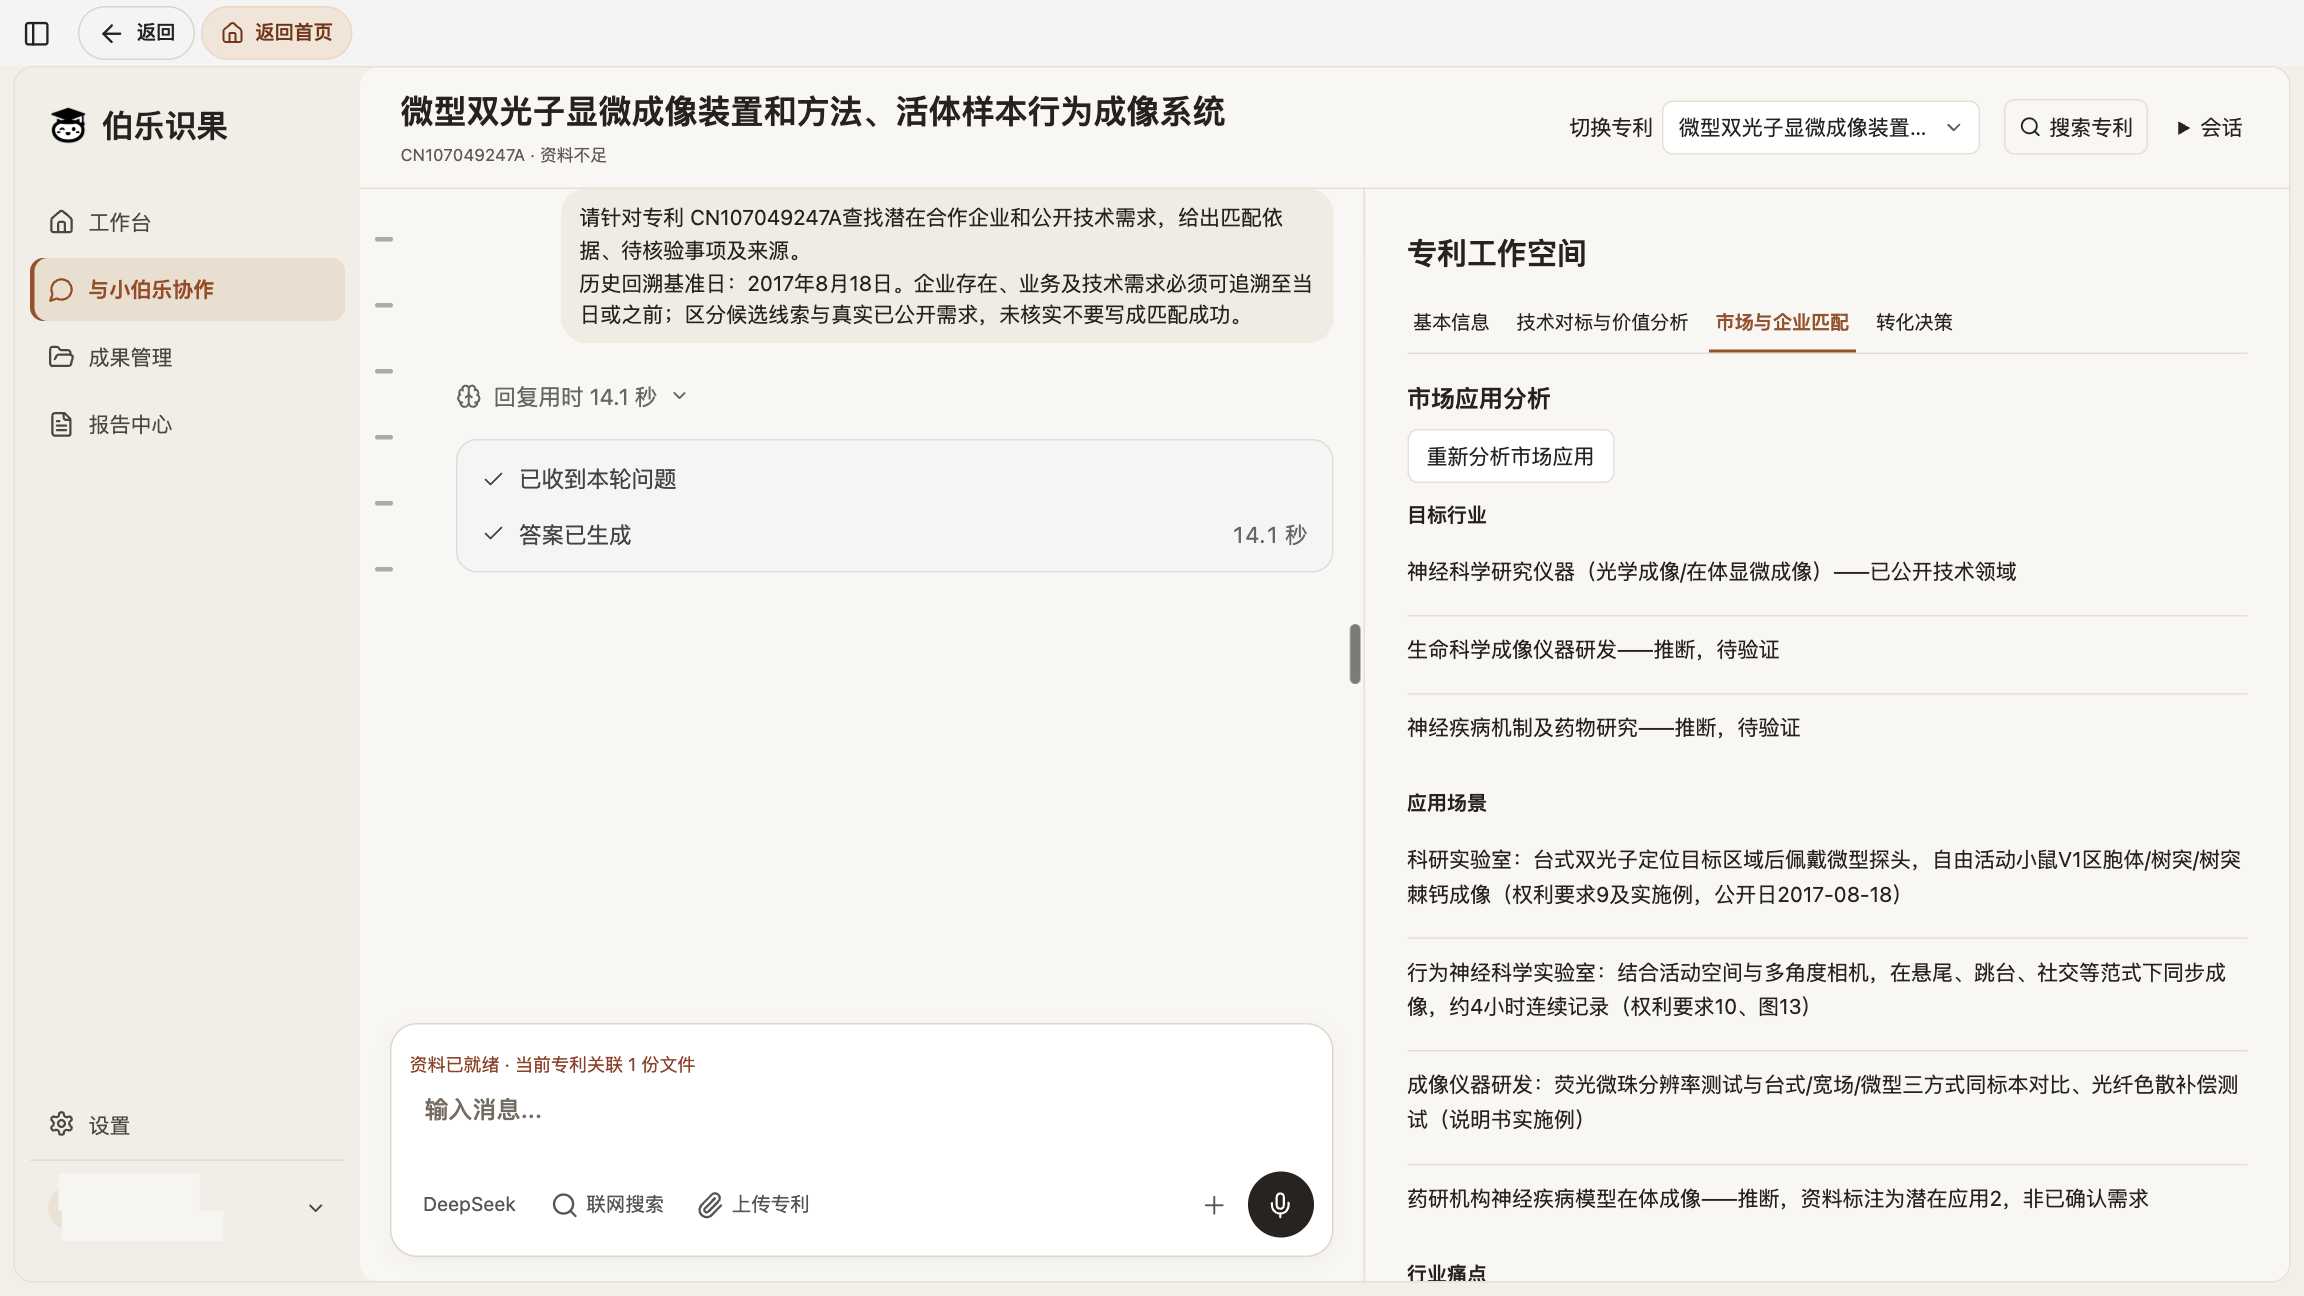 返回
返回首页
伯乐识果
工作台
与小伯乐协作
成果管理
报告中心
设置
微型双光子显微成像装置和方法、活体样本行为成像系统
CN107049247A · 资料不足
切换专利
微型双光子显微成像装置...
搜索专利
会话
请针对专利 CN107049247A查找潜在合作企业和公开技术需求，给出匹配依
据、待核验事项及来源。
历史回溯基准日：2017年8月18日。企业存在、业务及技术需求必须可追溯至当
日或之前；区分候选线索与真实已公开需求，未核实不要写成匹配成功。
回复用时 14.1 秒
已收到本轮问题
答案已生成
14.1 秒
资料已就绪 · 当前专利关联 1 份文件
输入消息...
DeepSeek
联网搜索
上传专利
专利工作空间
基本信息
技术对标与价值分析
市场与企业匹配
转化决策
市场应用分析
重新分析市场应用
目标行业
神经科学研究仪器（光学成像/在体显微成像）——已公开技术领域
生命科学成像仪器研发——推断，待验证
神经疾病机制及药物研究——推断，待验证
应用场景
科研实验室：台式双光子定位目标区域后佩戴微型探头，自由活动小鼠V1区胞体/树突/树突
棘钙成像（权利要求9及实施例，公开日2017-08-18）
行为神经科学实验室：结合活动空间与多角度相机，在悬尾、跳台、社交等范式下同步成
像，约4小时连续记录（权利要求10、图13）
成像仪器研发：荧光微珠分辨率测试与台式/宽场/微型三方式同标本对比、光纤色散补偿测
试（说明书实施例）
药研机构神经疾病模型在体成像——推断，资料标注为潜在应用2，非已确认需求
行业痛点